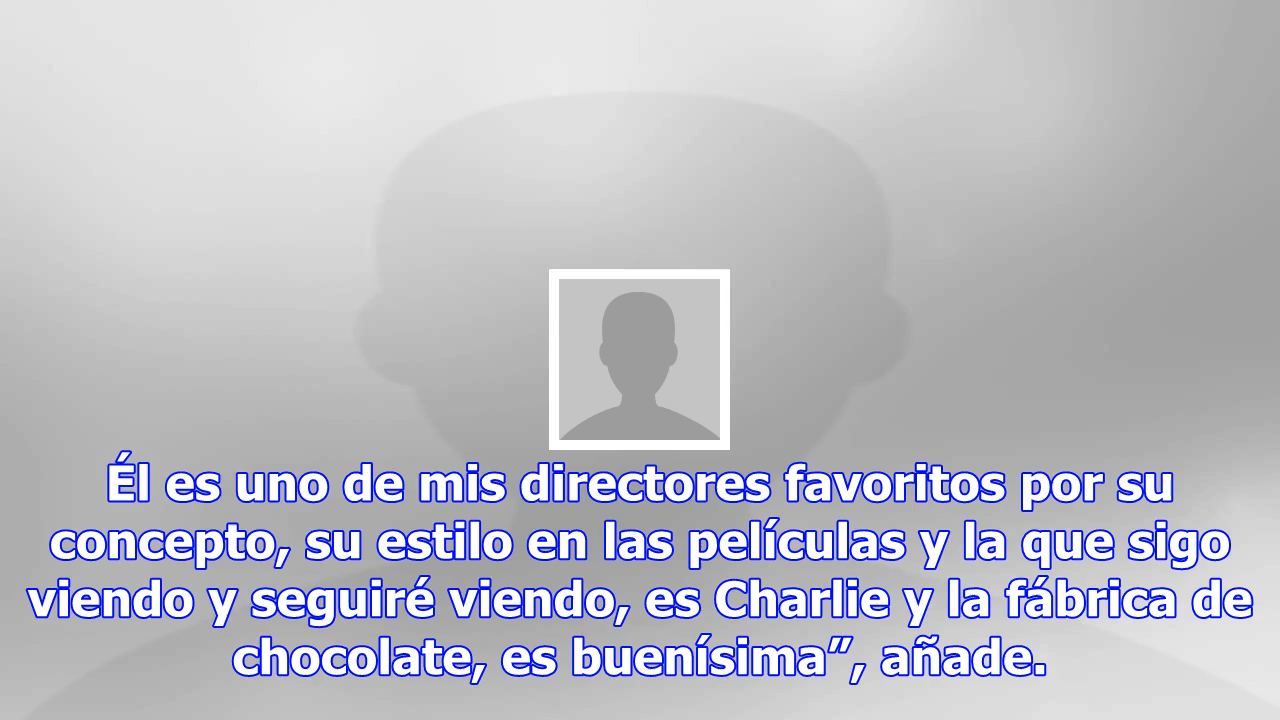 Él es uno de mis directores favoritos por su
concepto, su estilo en las películas y la que sigo
viendo y seguiré viendo, es Charlie y la fábrica de
chocolate, es buenísima”, añade.